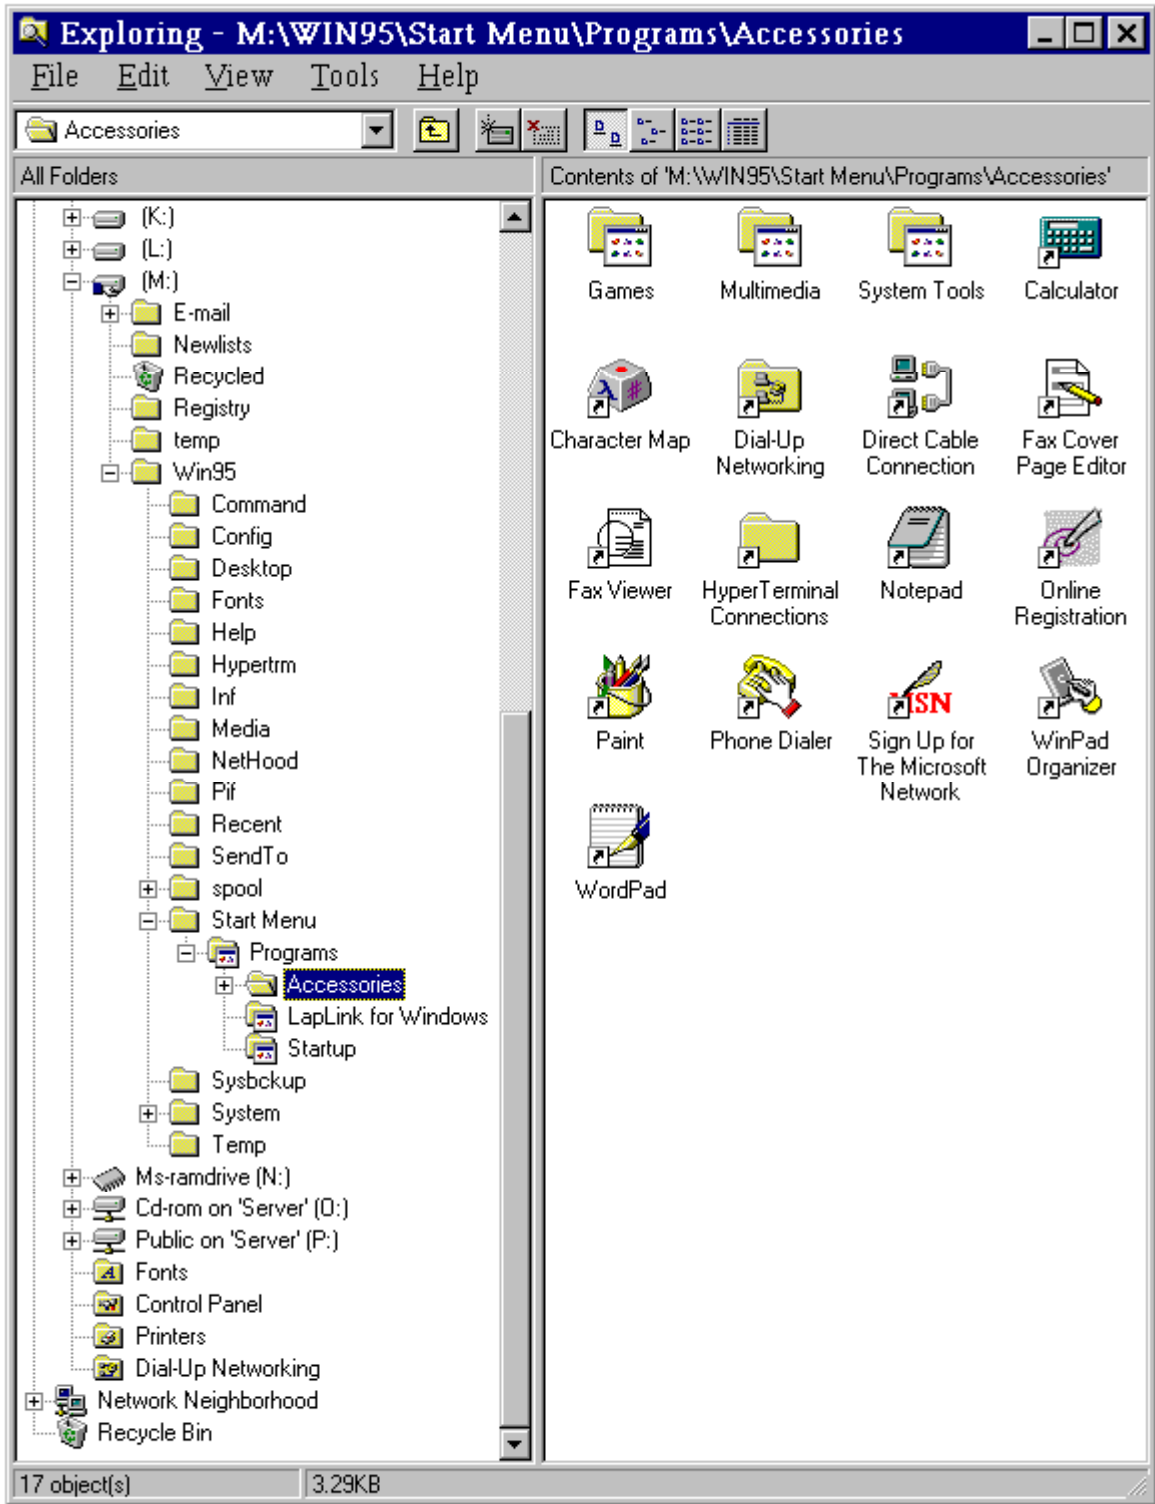 Exploring - M:\WIN95\Start Menu\Programs\Accessories
File Edit View Tools Help
Accessories
All Folders
Contents of 'M:\WIN95\Start Menu\Programs\Accessories'
(K:)
(L:)
(M:)
E-mail
Newlists
Recycled
Registry
temp
Win95
Command
Config
Desktop
Fonts
Help
Hypertrm
Inf
Media
NetHood
Pif
Recent
SendTo
spool
Start Menu
Programs
Accessories
LapLink for Windows
Startup
Sysbckup
System
Temp
Ms-ramdrive (N:)
Cd-rom on 'Server' (O:)
Public on 'Server' (P:)
Fonts
Control Panel
Printers
Dial-Up Networking
Network Neighborhood
Recycle Bin
Games
Multimedia
System Tools
Calculator
Character Map
Dial-Up
Networking
Direct Cable
Connection
Fax Cover
Page Editor
Fax Viewer
HyperTerminal
Connections
Notepad
Online
Registration
Paint
Phone Dialer
MSN
Sign Up for
The Microsoft
Network
WinPad
Organizer
WordPad
17 object(s)
3.29KB